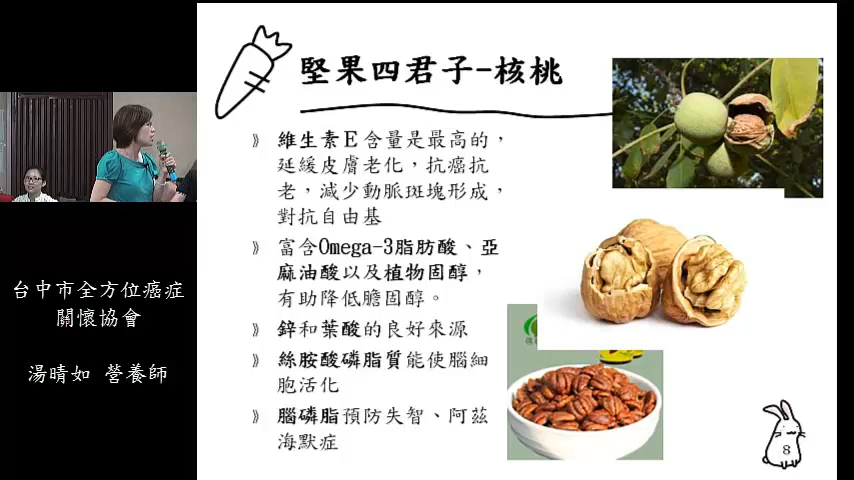 堅果四君子-核桃
》 維生素E含量是最高的，
延緩皮膚老化，抗癌抗
老，減少動脈斑塊形成，
對抗自由基
》 富含Omega-3脂肪酸、亞
麻油酸以及植物固醇，
有助降低膽固醇。
》 鋅和葉酸的良好來源
》 絲胺酸磷脂質能使腦細
胞活化
》 腦磷脂預防失智、阿茲
海默症
8
台中市全方位癌症
關懷協會
湯晴如 營養師